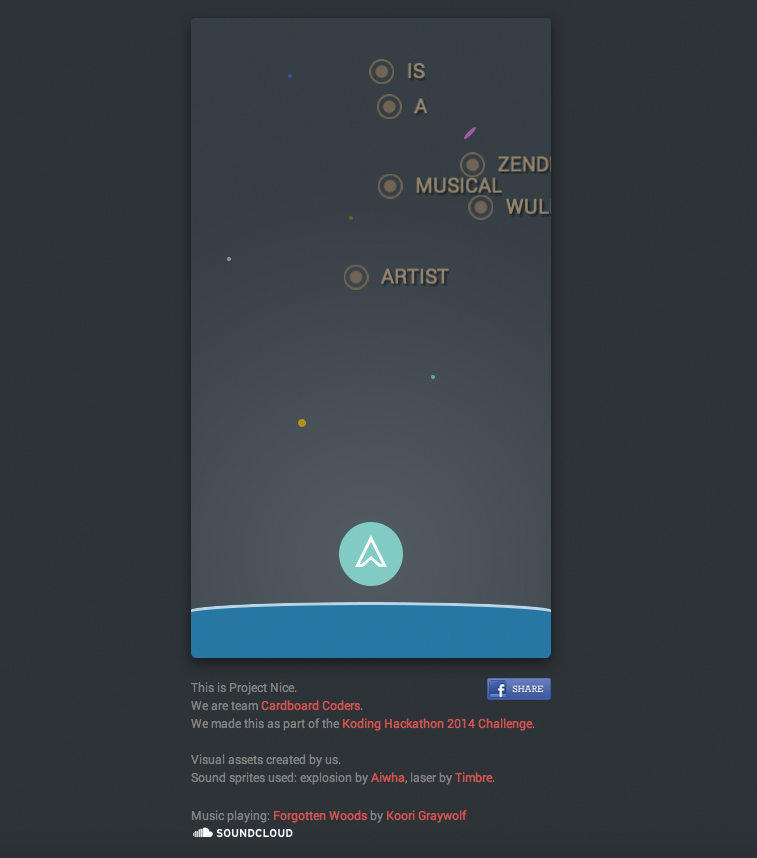 IS
A
MUSICAL
ARTIST
This is Project Nice.
SHARE
We are team Cardboard Coders.
We made this as part of the Koding Hackathon 2014 Challenge.
Visual assets created by us.
Sound sprites used: explosion by Aiwha, laser by Timbre.
Music playing: Forgotten Woods by Koori Graywolf
SOUNDCLOUD